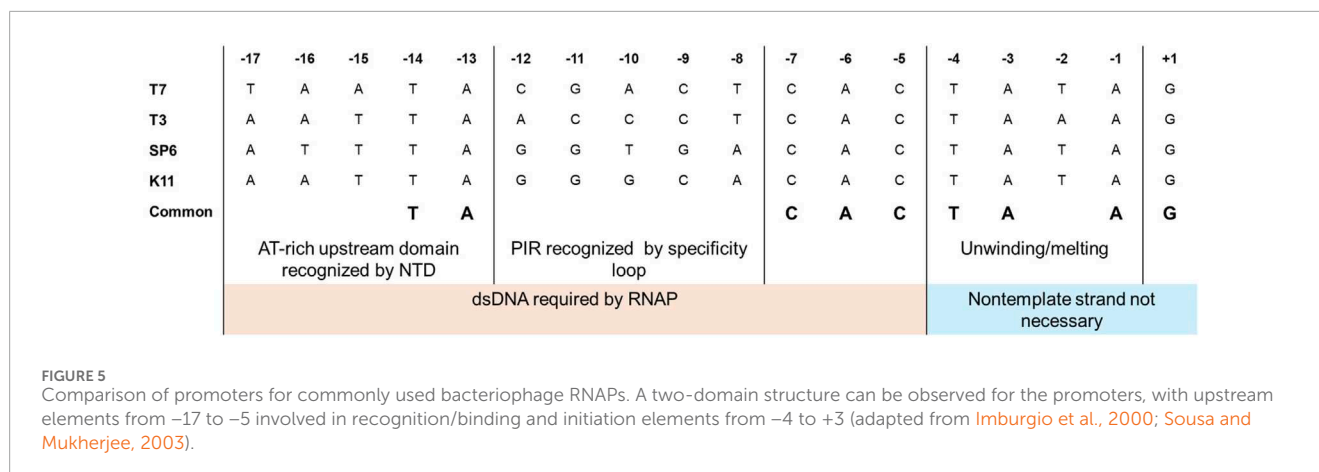 -17 -16 -15 -14 -13 -12 -11 -10 -9 -8 -7 -6 -5 -4 -3 -2 -1 +1
T7 T A A T A C G A C T C A C T A T A G
T3 A A T T A A C C C T C A C T A A A G
SP6 A T T T A G G T G A C A C T A T A G
K11 A A T T A G G G C A C A C T A T A G
Common T A C A C T A A G
AT-rich upstream domain PIR recognized by specificity Unwinding/melting
recognized by NTD loop
dsDNA required by RNAP Nontemplate strand not
necessary
FIGURE 5
Comparison of promoters for commonly used bacteriophage RNAPs. A two-domain structure can be observed for the promoters, with upstream
elements from –17 to –5 involved in recognition/binding and initiation elements from –4 to +3 (adapted from Imburgio et al., 2000; Sousa and
Mukherjee, 2003).